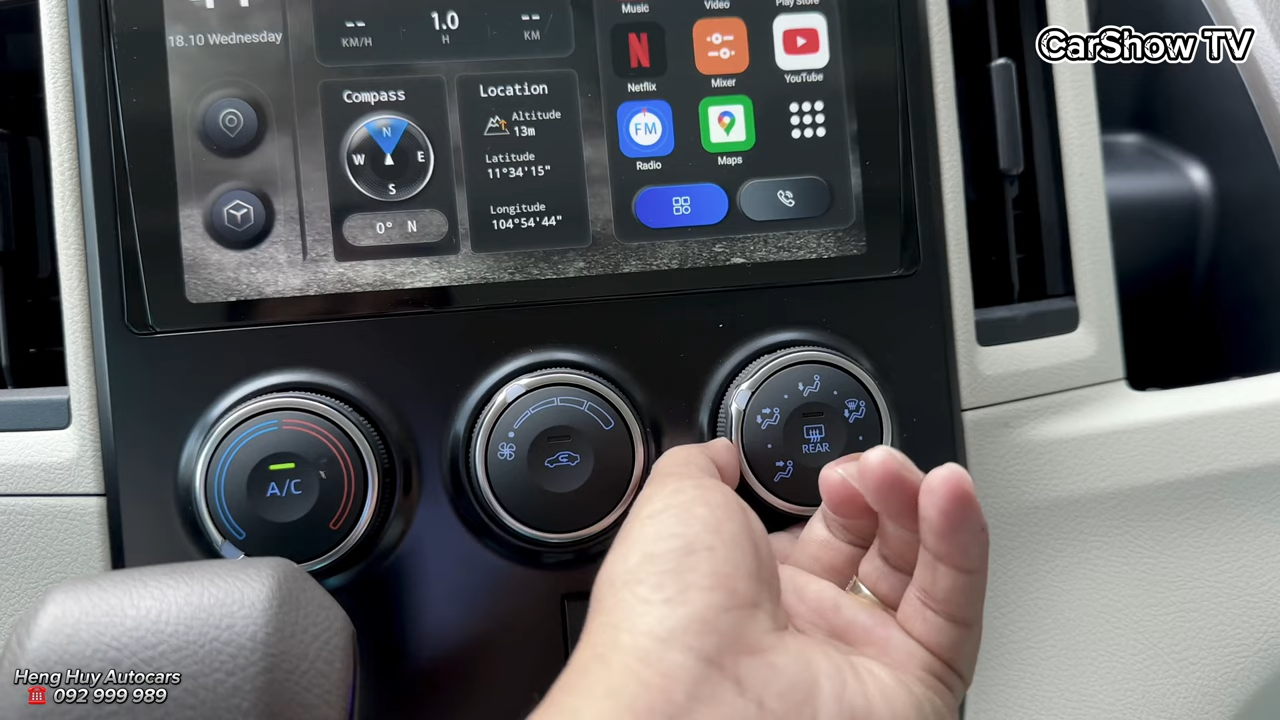 CarShow TV
18.10 Wednesday
--
KM/H
1.0
H
--
KM
Compass
N
W
E
S
0° N
Location
Altitude
13m
Latitude
11°34'15"
Longitude
104°54'44"
Music
Video
Play Store
N
Netflix
Mixer
YouTube
FM
Radio
Maps
A/C
REAR
Heng Huy Autocars
092 999 989